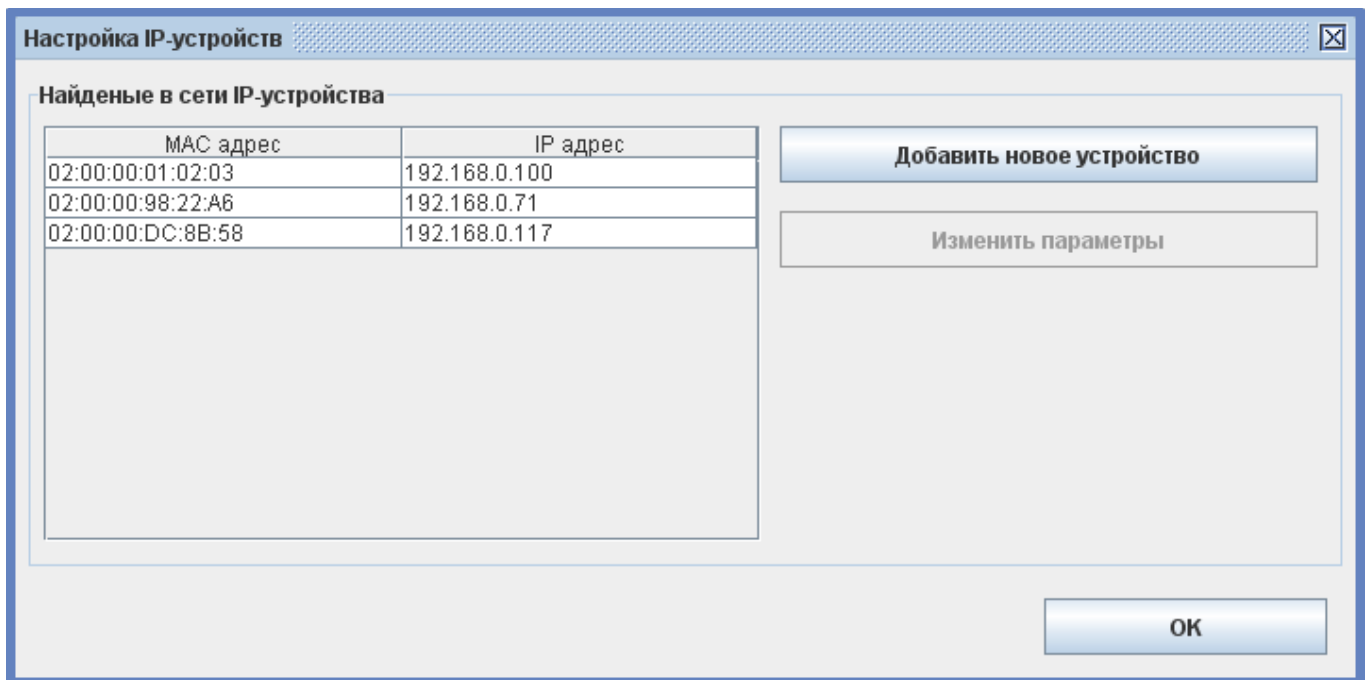 Настройка IP-устройств
Найденые в сети IP-устройства
MAC адрес IP адрес
02:00:00:01:02:03 192.168.0.100
02:00:00:98:22:A6 192.168.0.71
02:00:00:DC:8B:58 192.168.0.117
Добавить новое устройство
Изменить параметры
OK